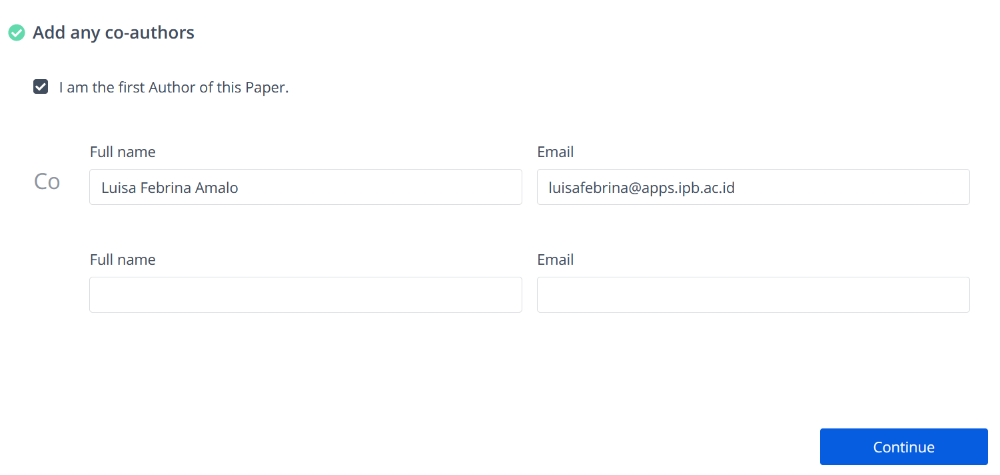 Add any co-authors
I am the first Author of this Paper.
Full name Email
Co Luisa Febrina Amalo luisafebrina@apps.ipb.ac.id
Full name Email
Continue